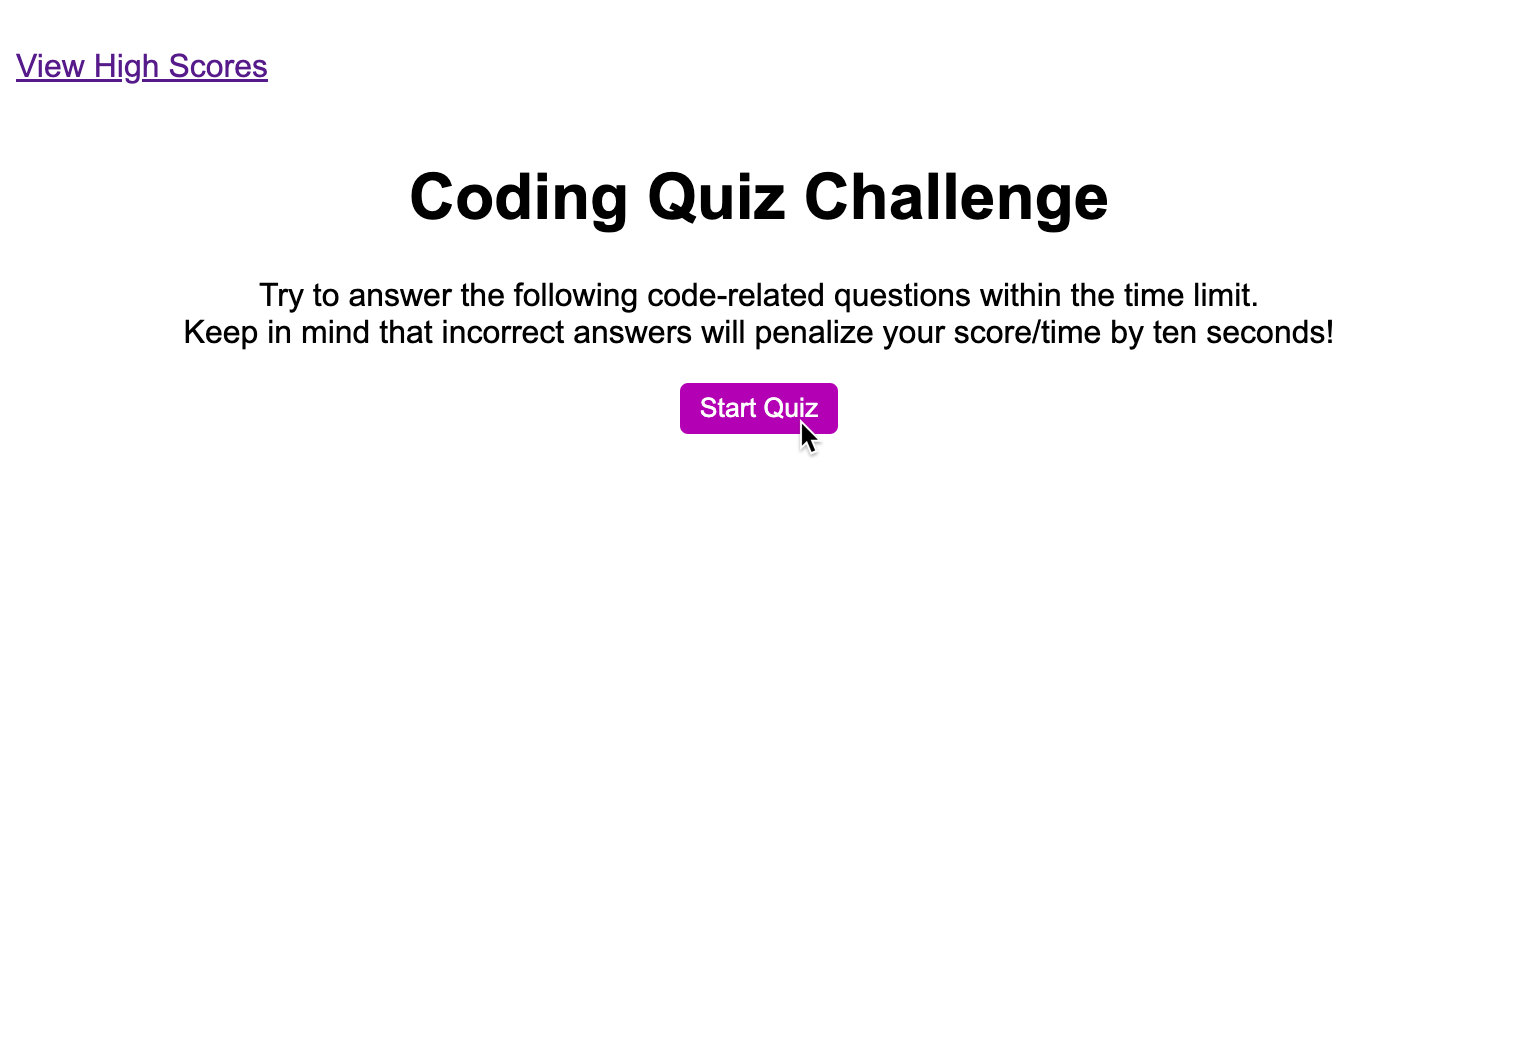 View High Scores
Coding Quiz Challenge
Try to answer the following code-related questions within the time limit.
Keep in mind that incorrect answers will penalize your score/time by ten seconds!
Start Quiz